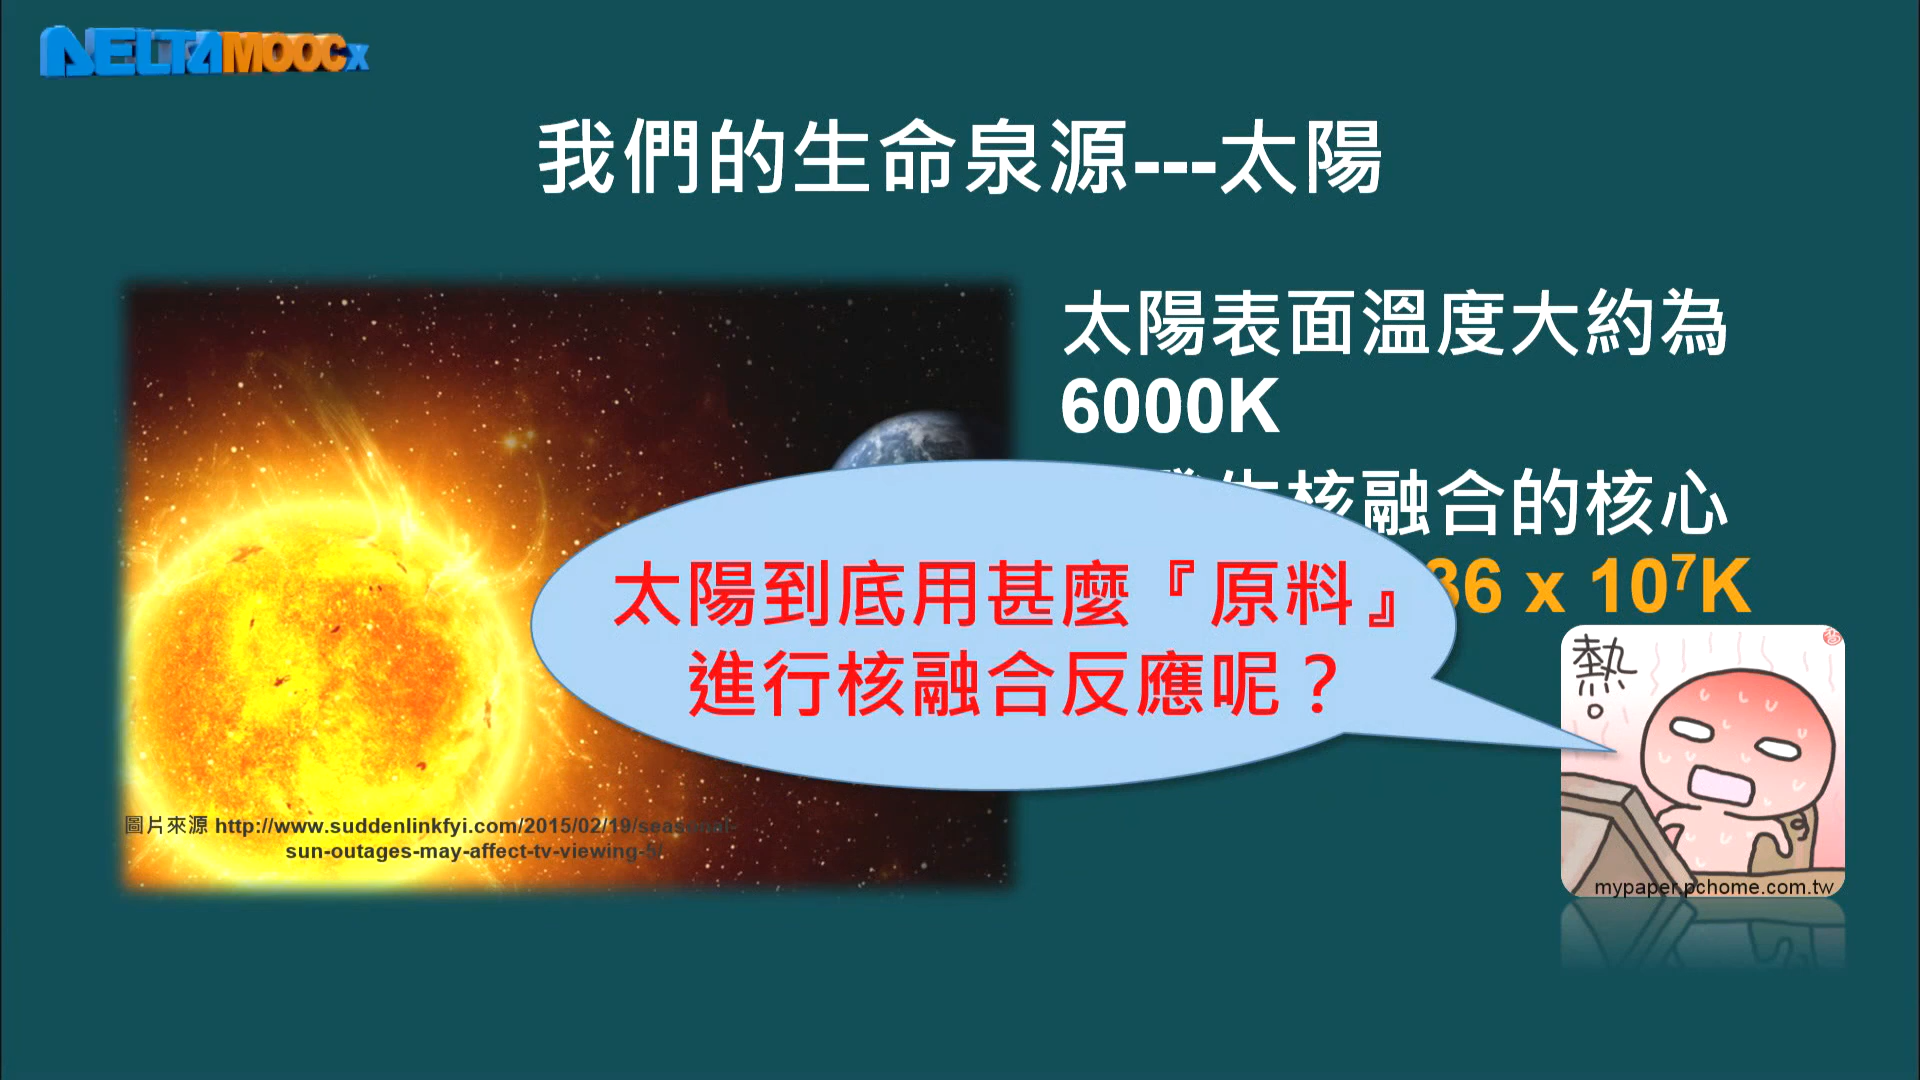 DELTAMOOCx
我們的生命泉源---太陽
太陽表面溫度大約為
6000K
生核融合的核心
36 x 10⁷K
太陽到底用甚麼『原料』
進行核融合反應呢？
熱。
圖片來源 http://www.suddenlinkfyi.com/2015/02/19/seasonal-
sun-outages-may-affect-tv-viewing-5/
mypaper.pchome.com.tw